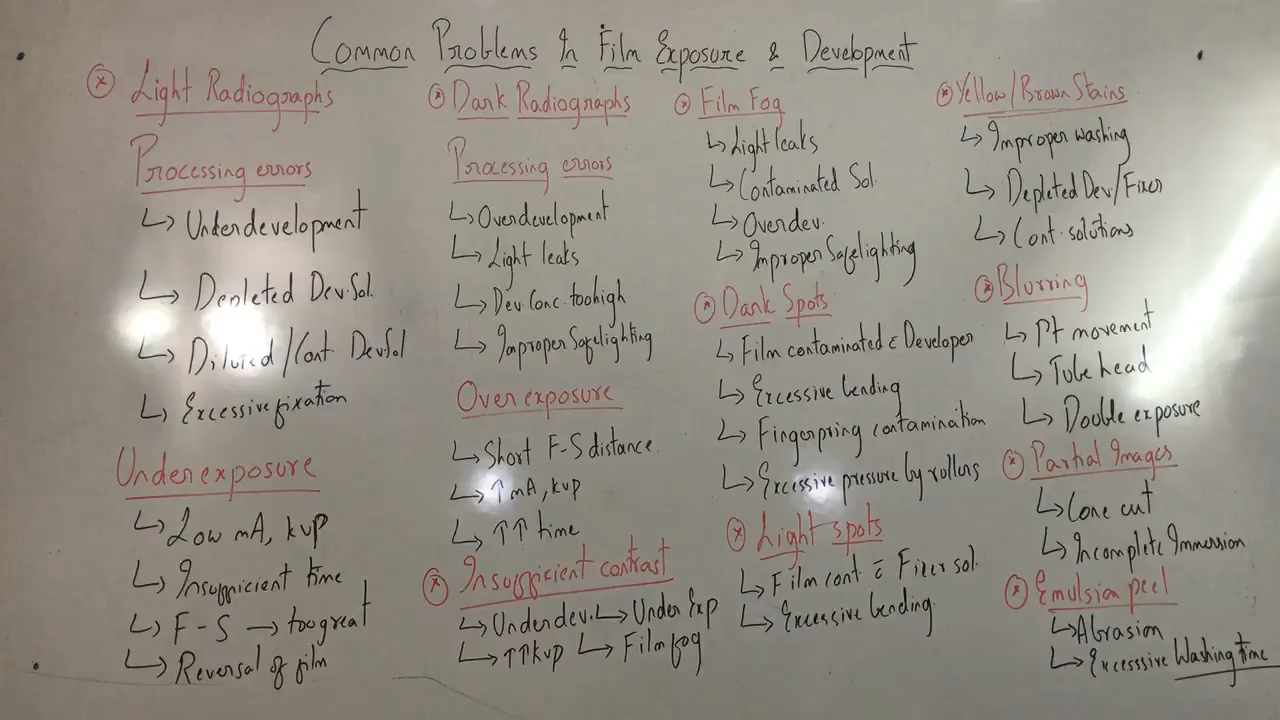 Common Problems In Film Exposure & Development
Light Radiographs
Processing errors
↳ Underdevelopment
↳ Depleted Dev. Sol.
↳ Diluted / Cont. Dev Sol
↳ Excessive fixation
Underexposure
↳ Low mA, kvp
↳ Insufficient time
↳ F-S → too great
↳ Reversal of film
Dark Radiographs
Processing errors
↳ Overdevelopment
↳ Light leaks
↳ Dev Conc. too high
↳ Improper Safelighting
Over exposure
↳ Short F-S distance
↳ ↑ mA, kvp
↳ ↑↑ time
Insufficient contrast
↳ Underdev. ↳ Under Exp
↳ ↑↑ kvp ↳ Film fog
Film Fog
↳ Light leaks
↳ Contaminated Sol.
↳ Overdev.
↳ Improper Safelighting
Dark Spots
↳ Film contaminated c̄ Developer
↳ Excessive bending
↳ Fingerpring contamination
↳ Excessive pressure by rollers
Light spots
↳ Film cont c̄ Fixer sol.
↳ Excessive bending
Yellow/Brown Stains
↳ Improper washing
↳ Depleted Dev/Fixer
↳ Cont. solutions
Blurring
↳ Pt movement
↳ Tube head
↳ Double exposure
Partial Images
↳ Cone cut
↳ Incomplete Immersion
Emulsion peel
↳ Abrasion
↳ Excesssive Washing time